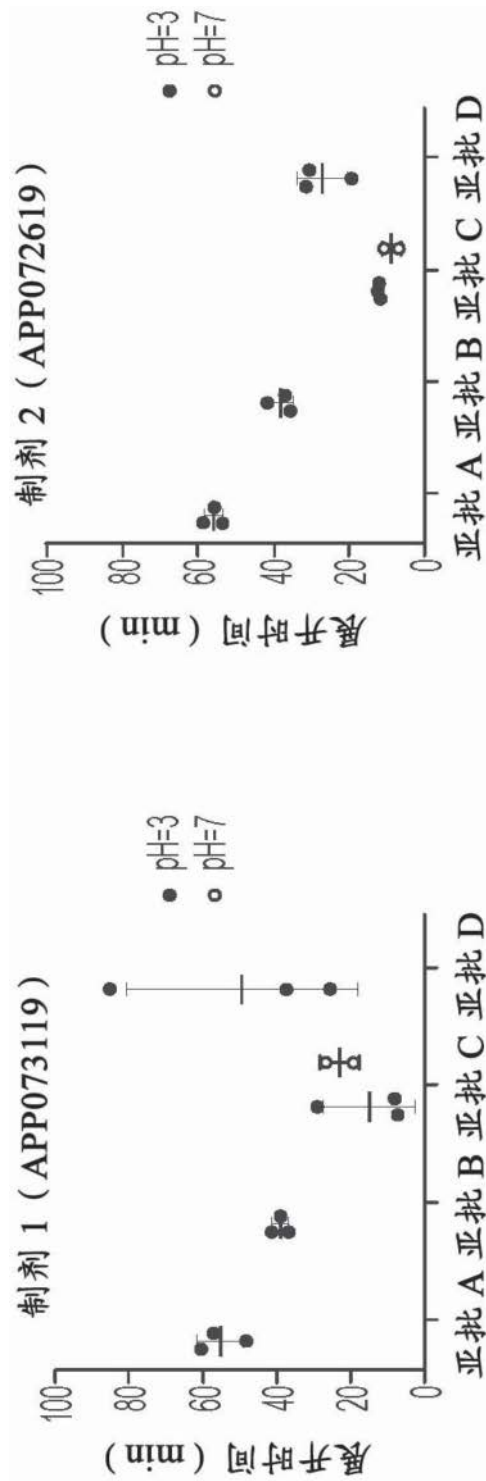 制剂 1（APP073119）
pH=3
pH=7
展开时间（min）
100
80
60
40
20
0
亚批 A 亚批 B 亚批 C 亚批 D
制剂 2（APP072619）
pH=3
pH=7
展开时间（min）
100
80
60
40
20
0
亚批 A 亚批 B 亚批 C 亚批 D